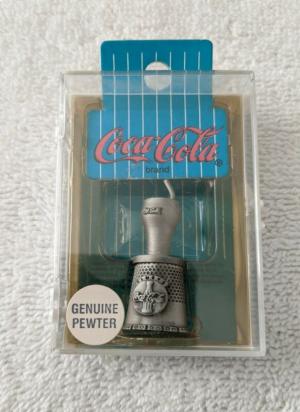 Coca-Cola®
brand
GENUINE
PEWTER